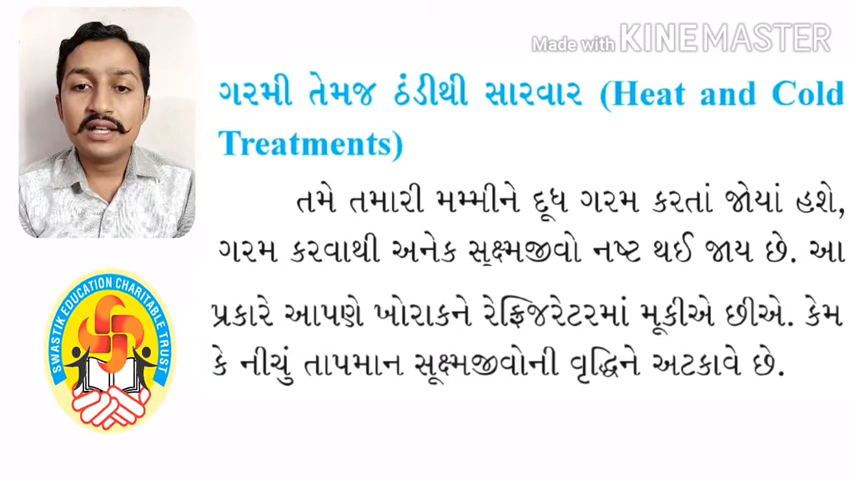 Made with KINEMASTER
ગરમી તેમજ ઠંડીથી સારવાર (Heat and Cold
Treatments)
તમે તમારી મમ્મીને દૂધ ગરમ કરતાં જોયાં હશે,
ગરમ કરવાથી અનેક સૂક્ષ્મજીવો નષ્ટ થઈ જાય છે. આ
પ્રકારે આપણે ખોરાકને રેફ્રિજરેટરમાં મૂકીએ છીએ. કેમ
કે નીચું તાપમાન સૂક્ષ્મજીવોની વૃદ્ધિને અટકાવે છે.
SWASTIK EDUCATION CHARITABLE TRUST